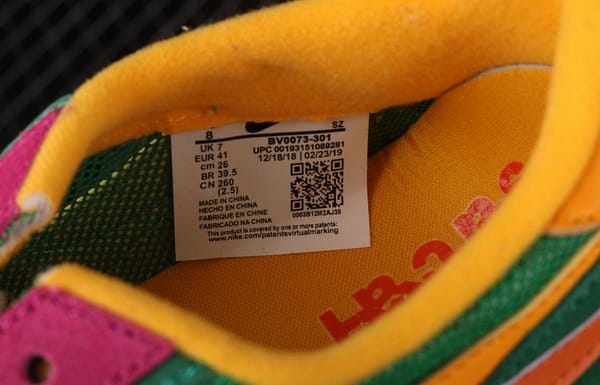 8 SZ
UK 7 BV0073-301
EUR 41 UPC 00193151089281
cm 26 12/18/18 | 02/23/19
BR 39.5
CN 260
(2.5)
MADE IN CHINA
HECHO EN CHINA
FABRIQUE EN CHINE
FABRICADO NA CHINA
0063B12M2AJ38
This product is covered by one or more patents:
www.nike.com/patentsvirtualmarking